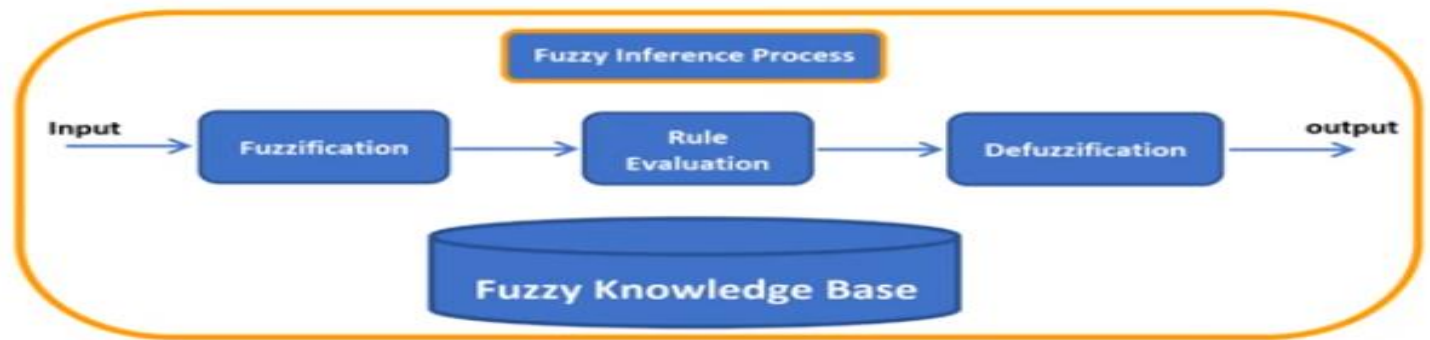 Fuzzy Inference Process
Input
Fuzzification
Rule
Evaluation
Defuzzification
output
Fuzzy Knowledge Base